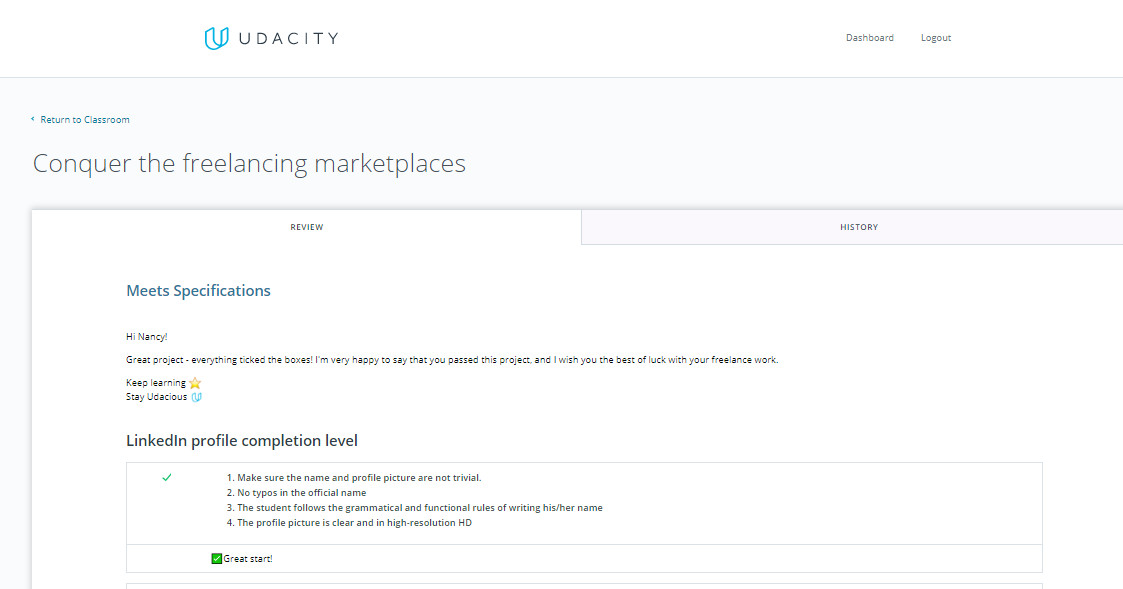 UDACITY
Dashboard
Logout
Return to Classroom
Conquer the freelancing marketplaces
REVIEW
HISTORY
Meets Specifications
Hi Nancy!
Great project - everything ticked the boxes! I'm very happy to say that you passed this project, and I wish you the best of luck with your freelance work.
Keep learning ⭐
Stay Udacious
LinkedIn profile completion level
1. Make sure the name and profile picture are not trivial.
2. No typos in the official name
3. The student follows the grammatical and functional rules of writing his/her name
4. The profile picture is clear and in high-resolution HD
✅Great start!